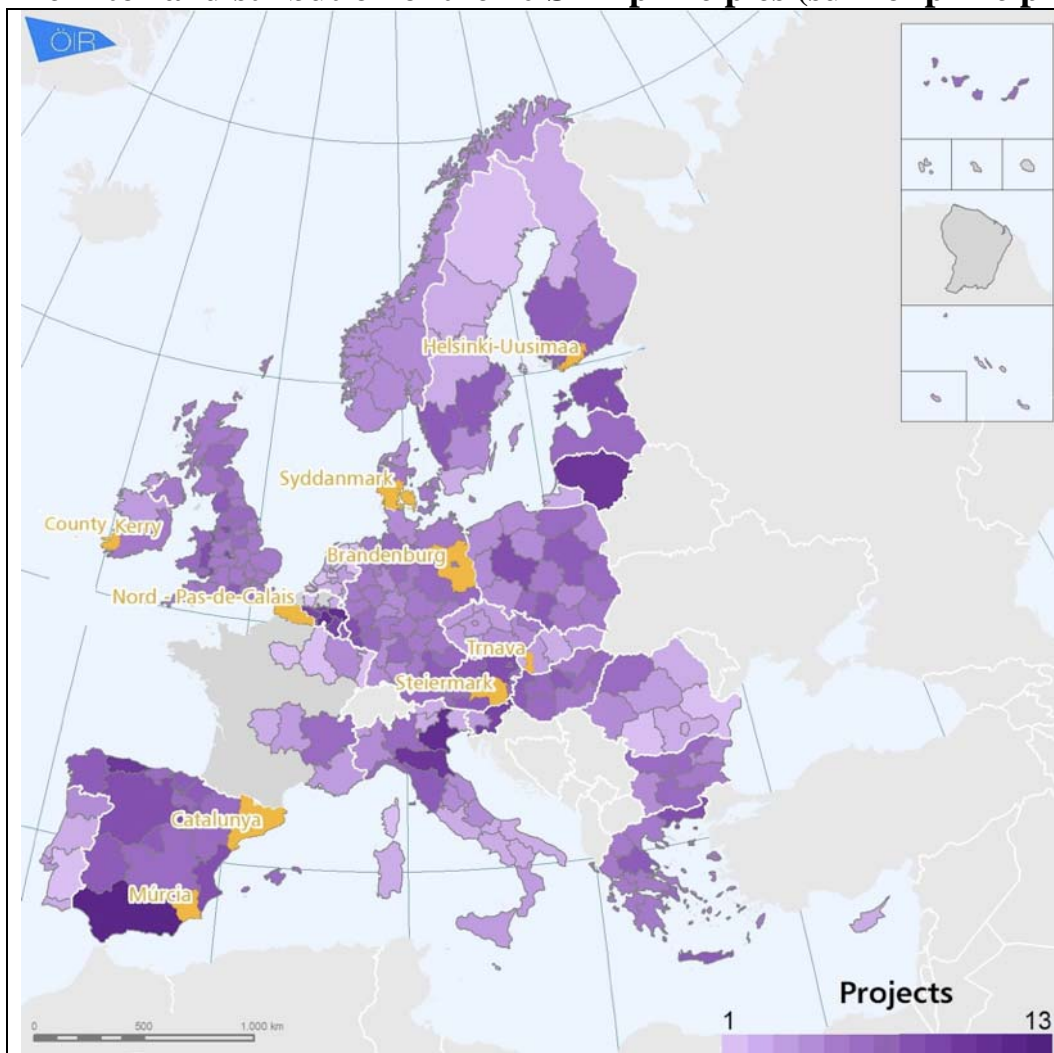 ÖIR
Helsinki-Uusimaa
Syddanmark
County Kerry
Brandenburg
Nord - Pas-de-Calais
Trnava
Steiermark
Catalunya
Múrcia
Projects
1 13
0 500 1.000 km